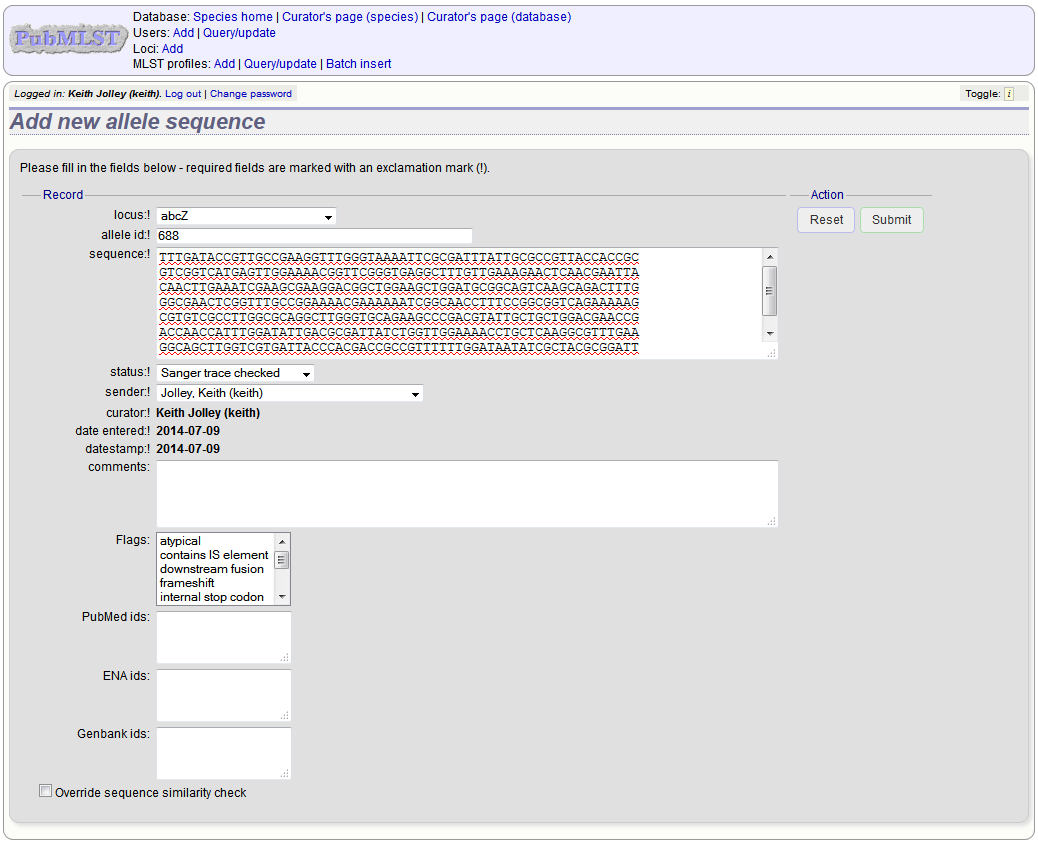 PubMLST
Database: Species home | Curator's page (species) | Curator's page (database)
Users: Add | Query/update
Loci: Add
MLST profiles: Add | Query/update | Batch insert
Logged in: Keith Jolley (keith). Log out | Change password
Toggle: i
Add new allele sequence
Please fill in the fields below - required fields are marked with an exclamation mark (!).
Record
Action
locus:! abcZ
Reset Submit
allele id:! 688
sequence:! TTTGATACCGTTGCCGAAGGTTTGGGTAAAATTCGCGATTTATTGCGCCGTTACCACCGC
GTCGGTCATGAGTTGGAAAACGGTTCGGGTGAGGCTTTGTTGAAAGAACTCAACGAATTA
CAACTTGAAATCGAAGCGAAGGACGGCTGGAAGCTGGATGCGGCAGTCAAGCAGACTTTG
GGCGAACTCGGTTTGCCGGAAAACGAAAAAATCGGCAACCTTTCCGGCGGTCAGAAAAAG
CGTGTCGCCTTGGCGCAGGCTTGGGTGCAGAAGCCCGACGTATTGCTGCTGGACGAACCG
ACCAACCATTTGGATATTGACGCGATTATCTGGTTGGAAAACCTGCTCAAGGCGTTTGAA
GGCAGCTTGGTCGTGATTACCCACGACCGCCGTTTTTTGGATAATATCGCTACGCGGATT
status:! Sanger trace checked
sender:! Jolley, Keith (keith)
curator:! Keith Jolley (keith)
date entered:! 2014-07-09
datestamp:! 2014-07-09
comments:
Flags: atypical
contains IS element
downstream fusion
frameshift
internal stop codon
PubMed ids:
ENA ids:
Genbank ids:
Override sequence similarity check